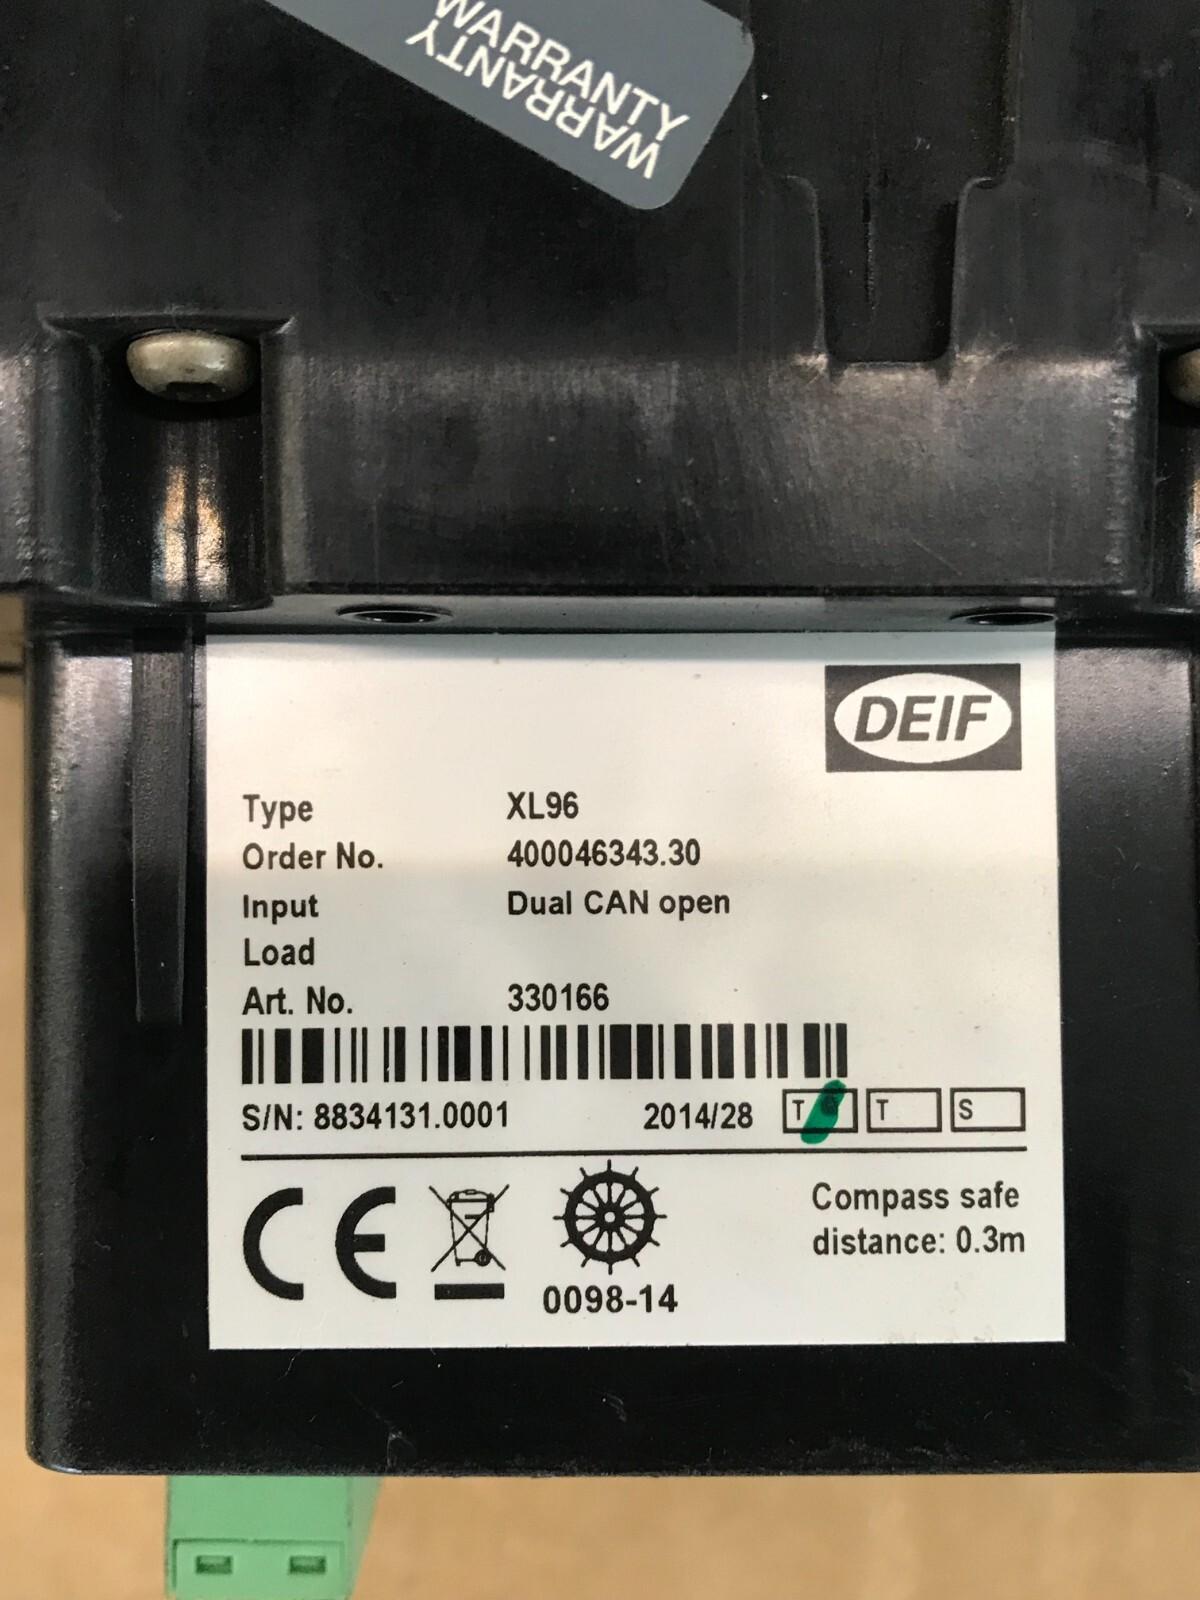 WARRANTY
WARRANTY
DEIF
Type XL96
Order No. 400046343.30
Input Dual CAN open
Load
Art. No. 330166
S/N: 8834131.0001 2014/28 T T S
CE
0098-14
Compass safe
distance: 0.3m